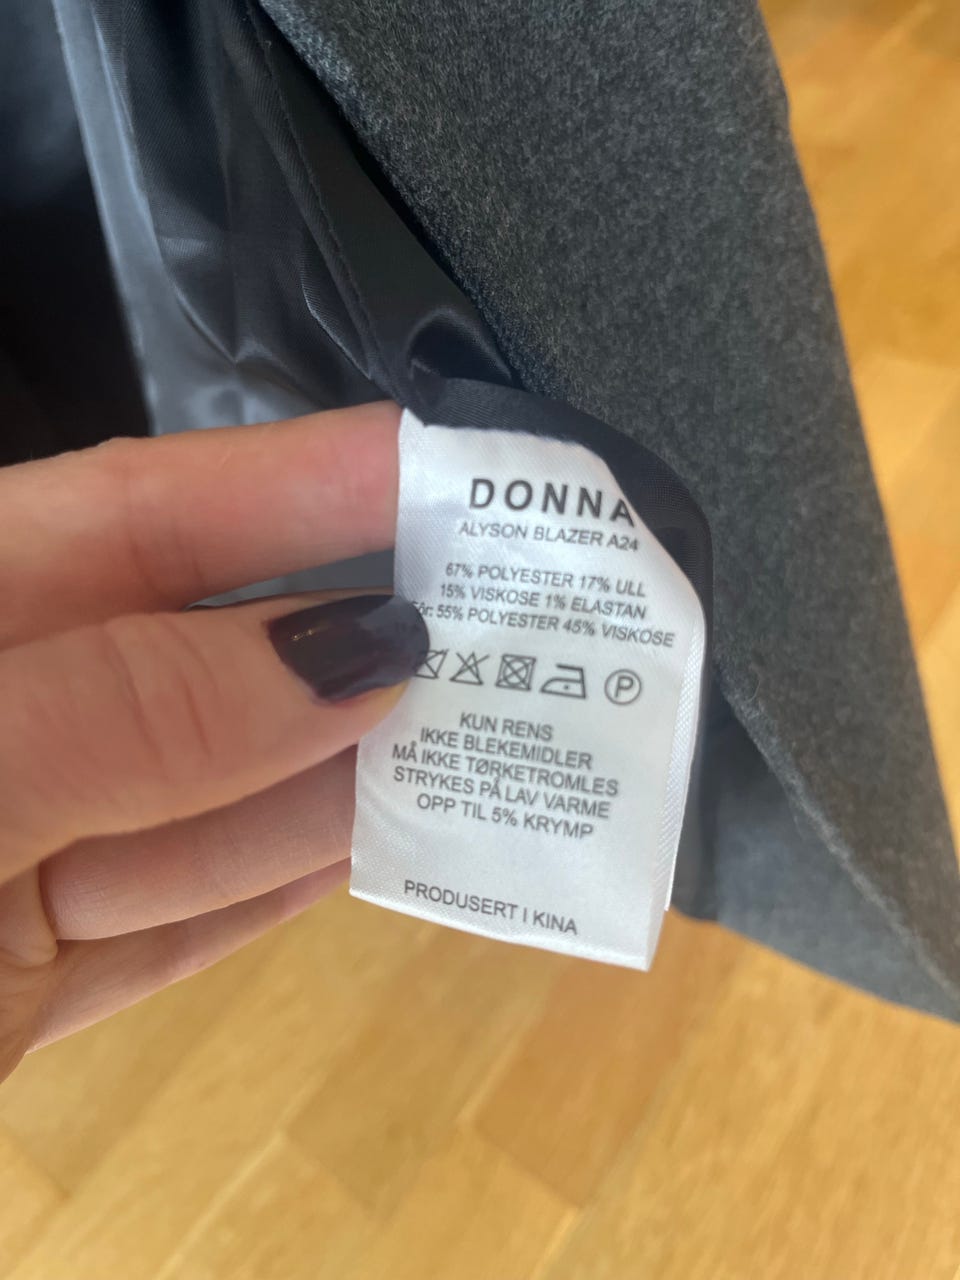 DONNA
ALYSON BLAZER A24
67% POLYESTER 17% ULL
15% VISKOSE 1% ELASTAN
Fôr: 55% POLYESTER 45% VISKOSE
P
KUN RENS
IKKE BLEKEMIDLER
MÅ IKKE TØRKETROMLES
STRYKES PÅ LAV VARME
OPP TIL 5% KRYMP
PRODUSERT I KINA